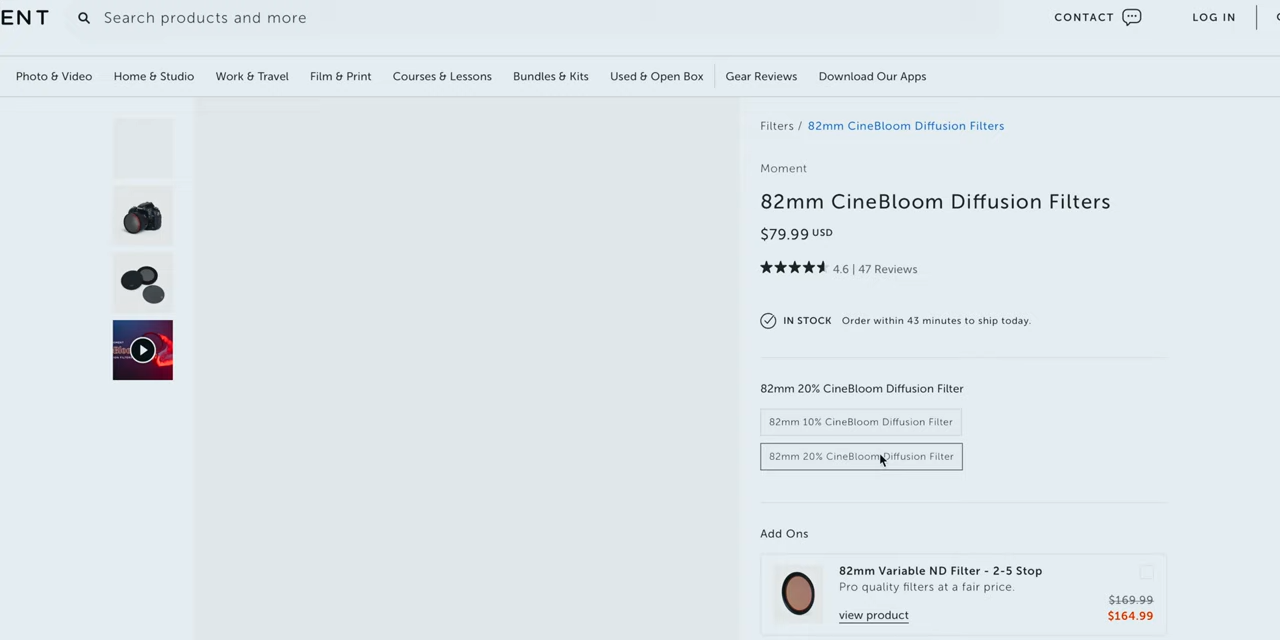 ENT
Search products and more
CONTACT
LOG IN
Photo & Video
Home & Studio
Work & Travel
Film & Print
Courses & Lessons
Bundles & Kits
Used & Open Box
Gear Reviews
Download Our Apps
Filters / 82mm CineBloom Diffusion Filters
Moment
82mm CineBloom Diffusion Filters
$79.99 USD
4.6 | 47 Reviews
IN STOCK Order within 43 minutes to ship today.
82mm 20% CineBloom Diffusion Filter
82mm 10% CineBloom Diffusion Filter
82mm 20% CineBloom Diffusion Filter
Add Ons
82mm Variable ND Filter - 2-5 Stop
Pro quality filters at a fair price.
$169.99
view product
$164.99